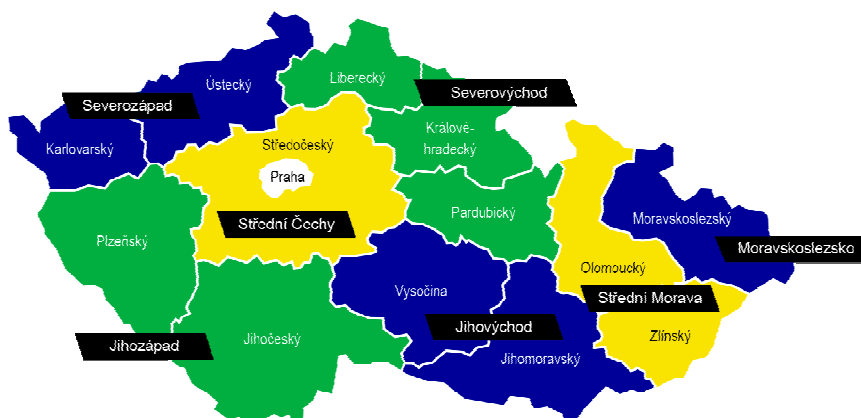 Ústecký
Liberecký
Severozápad
Severovýchod
Karlovarský
Středočeský
Králové-
hradecký
Praha
Plzeňský
Střední Čechy
Pardubický
Moravskoslezský
Moravskoslezsko
Olomoucký
Vysočina
Střední Morava
Jihozápad
Jihočeský
Jihovýchod
Zlínský
Jihomoravský